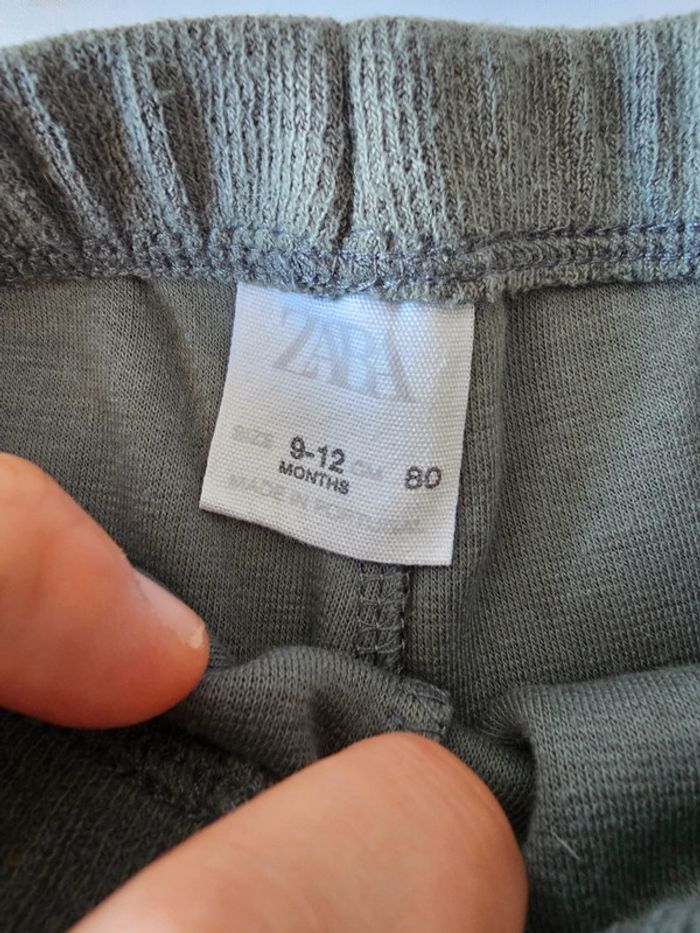 ZARA
SIZE 9-12 CM 80
MONTHS
MADE IN PORTUGAL